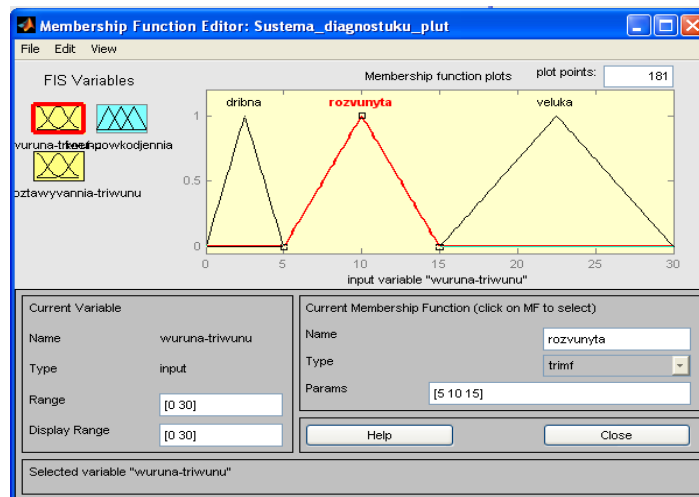 Membership Function Editor: Sustema_diagnostuku_plut
File Edit View
FIS Variables
Membership function plots plot points: 181
dribna rozvunyta veluka
1
0.5
0
0 5 10 15 20 25 30
input variable "wuruna-triwunu"
oztawyvannia-triwunu
Current Variable
Name wuruna-triwunu
Type input
Range [0 30]
Display Range [0 30]
Current Membership Function (click on MF to select)
Name rozvunyta
Type trimf
Params [5 10 15]
Help Close
Selected variable "wuruna-triwunu"